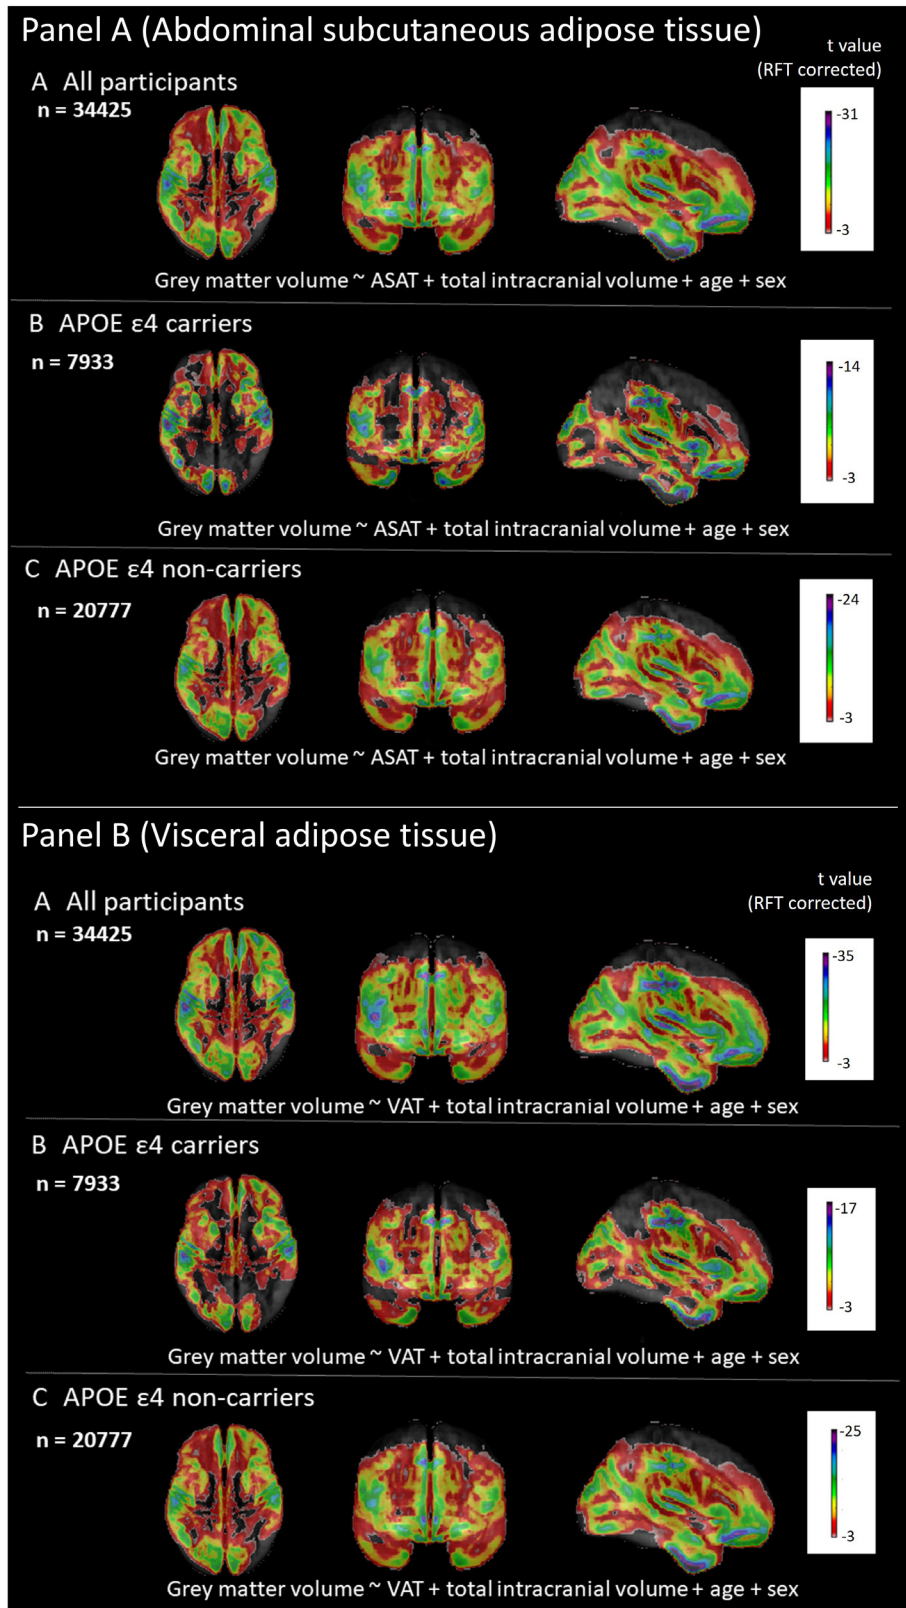 Panel A (Abdominal subcutaneous adipose tissue)
t value
(RFT corrected)
A All participants
n = 34425
-31
-3
Grey matter volume ~ ASAT + total intracranial volume + age + sex
B APOE ε4 carriers
n = 7933
-14
-3
Grey matter volume ~ ASAT + total intracranial volume + age + sex
C APOE ε4 non-carriers
n = 20777
-24
-3
Grey matter volume ~ ASAT + total intracranial volume + age + sex
Panel B (Visceral adipose tissue)
t value
(RFT corrected)
A All participants
n = 34425
-35
-3
Grey matter volume ~ VAT + total intracranial volume + age + sex
B APOE ε4 carriers
n = 7933
-17
-3
Grey matter volume ~ VAT + total intracranial volume + age + sex
C APOE ε4 non-carriers
n = 20777
-25
-3
Grey matter volume ~ VAT + total intracranial volume + age + sex